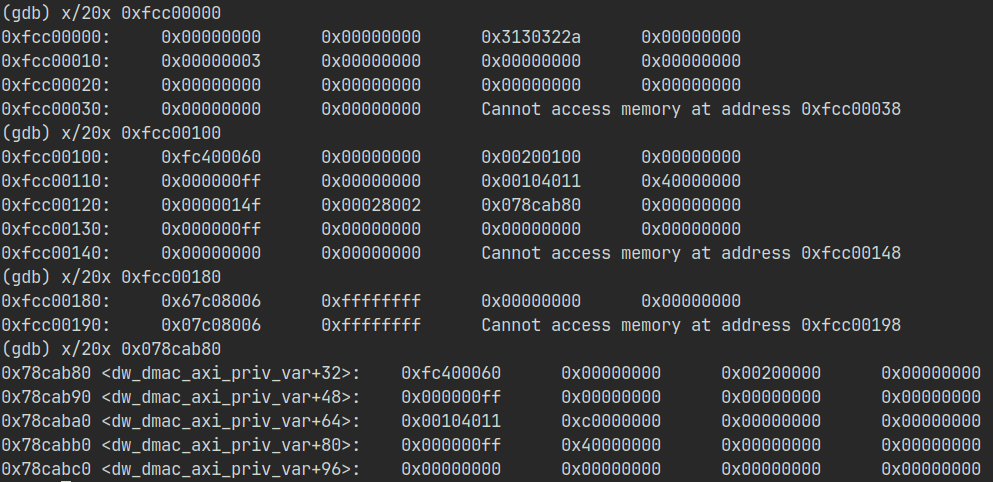 (gdb) x/20x 0xfcc00000
0xfcc00000: 0x00000000 0x00000000 0x3130322a 0x00000000
0xfcc00010: 0x00000003 0x00000000 0x00000000 0x00000000
0xfcc00020: 0x00000000 0x00000000 0x00000000 0x00000000
0xfcc00030: 0x00000000 0x00000000 Cannot access memory at address 0xfcc00038
(gdb) x/20x 0xfcc00100
0xfcc00100: 0xfc400060 0x00000000 0x00200100 0x00000000
0xfcc00110: 0x000000ff 0x00000000 0x00104011 0x40000000
0xfcc00120: 0x0000014f 0x00028002 0x078cab80 0x00000000
0xfcc00130: 0x000000ff 0x00000000 0x00000000 0x00000000
0xfcc00140: 0x00000000 0x00000000 Cannot access memory at address 0xfcc00148
(gdb) x/20x 0xfcc00180
0xfcc00180: 0x67c08006 0xffffffff 0x00000000 0x00000000
0xfcc00190: 0x07c08006 0xffffffff Cannot access memory at address 0xfcc00198
(gdb) x/20x 0x078cab80
0x78cab80 <dw_dmac_axi_priv_var+32>: 0xfc400060 0x00000000 0x00200000 0x00000000
0x78cab90 <dw_dmac_axi_priv_var+48>: 0x000000ff 0x00000000 0x00000000 0x00000000
0x78caba0 <dw_dmac_axi_priv_var+64>: 0x00104011 0xc0000000 0x00000000 0x00000000
0x78cabb0 <dw_dmac_axi_priv_var+80>: 0x000000ff 0x40000000 0x00000000 0x00000000
0x78cabc0 <dw_dmac_axi_priv_var+96>: 0x00000000 0x00000000 0x00000000 0x00000000